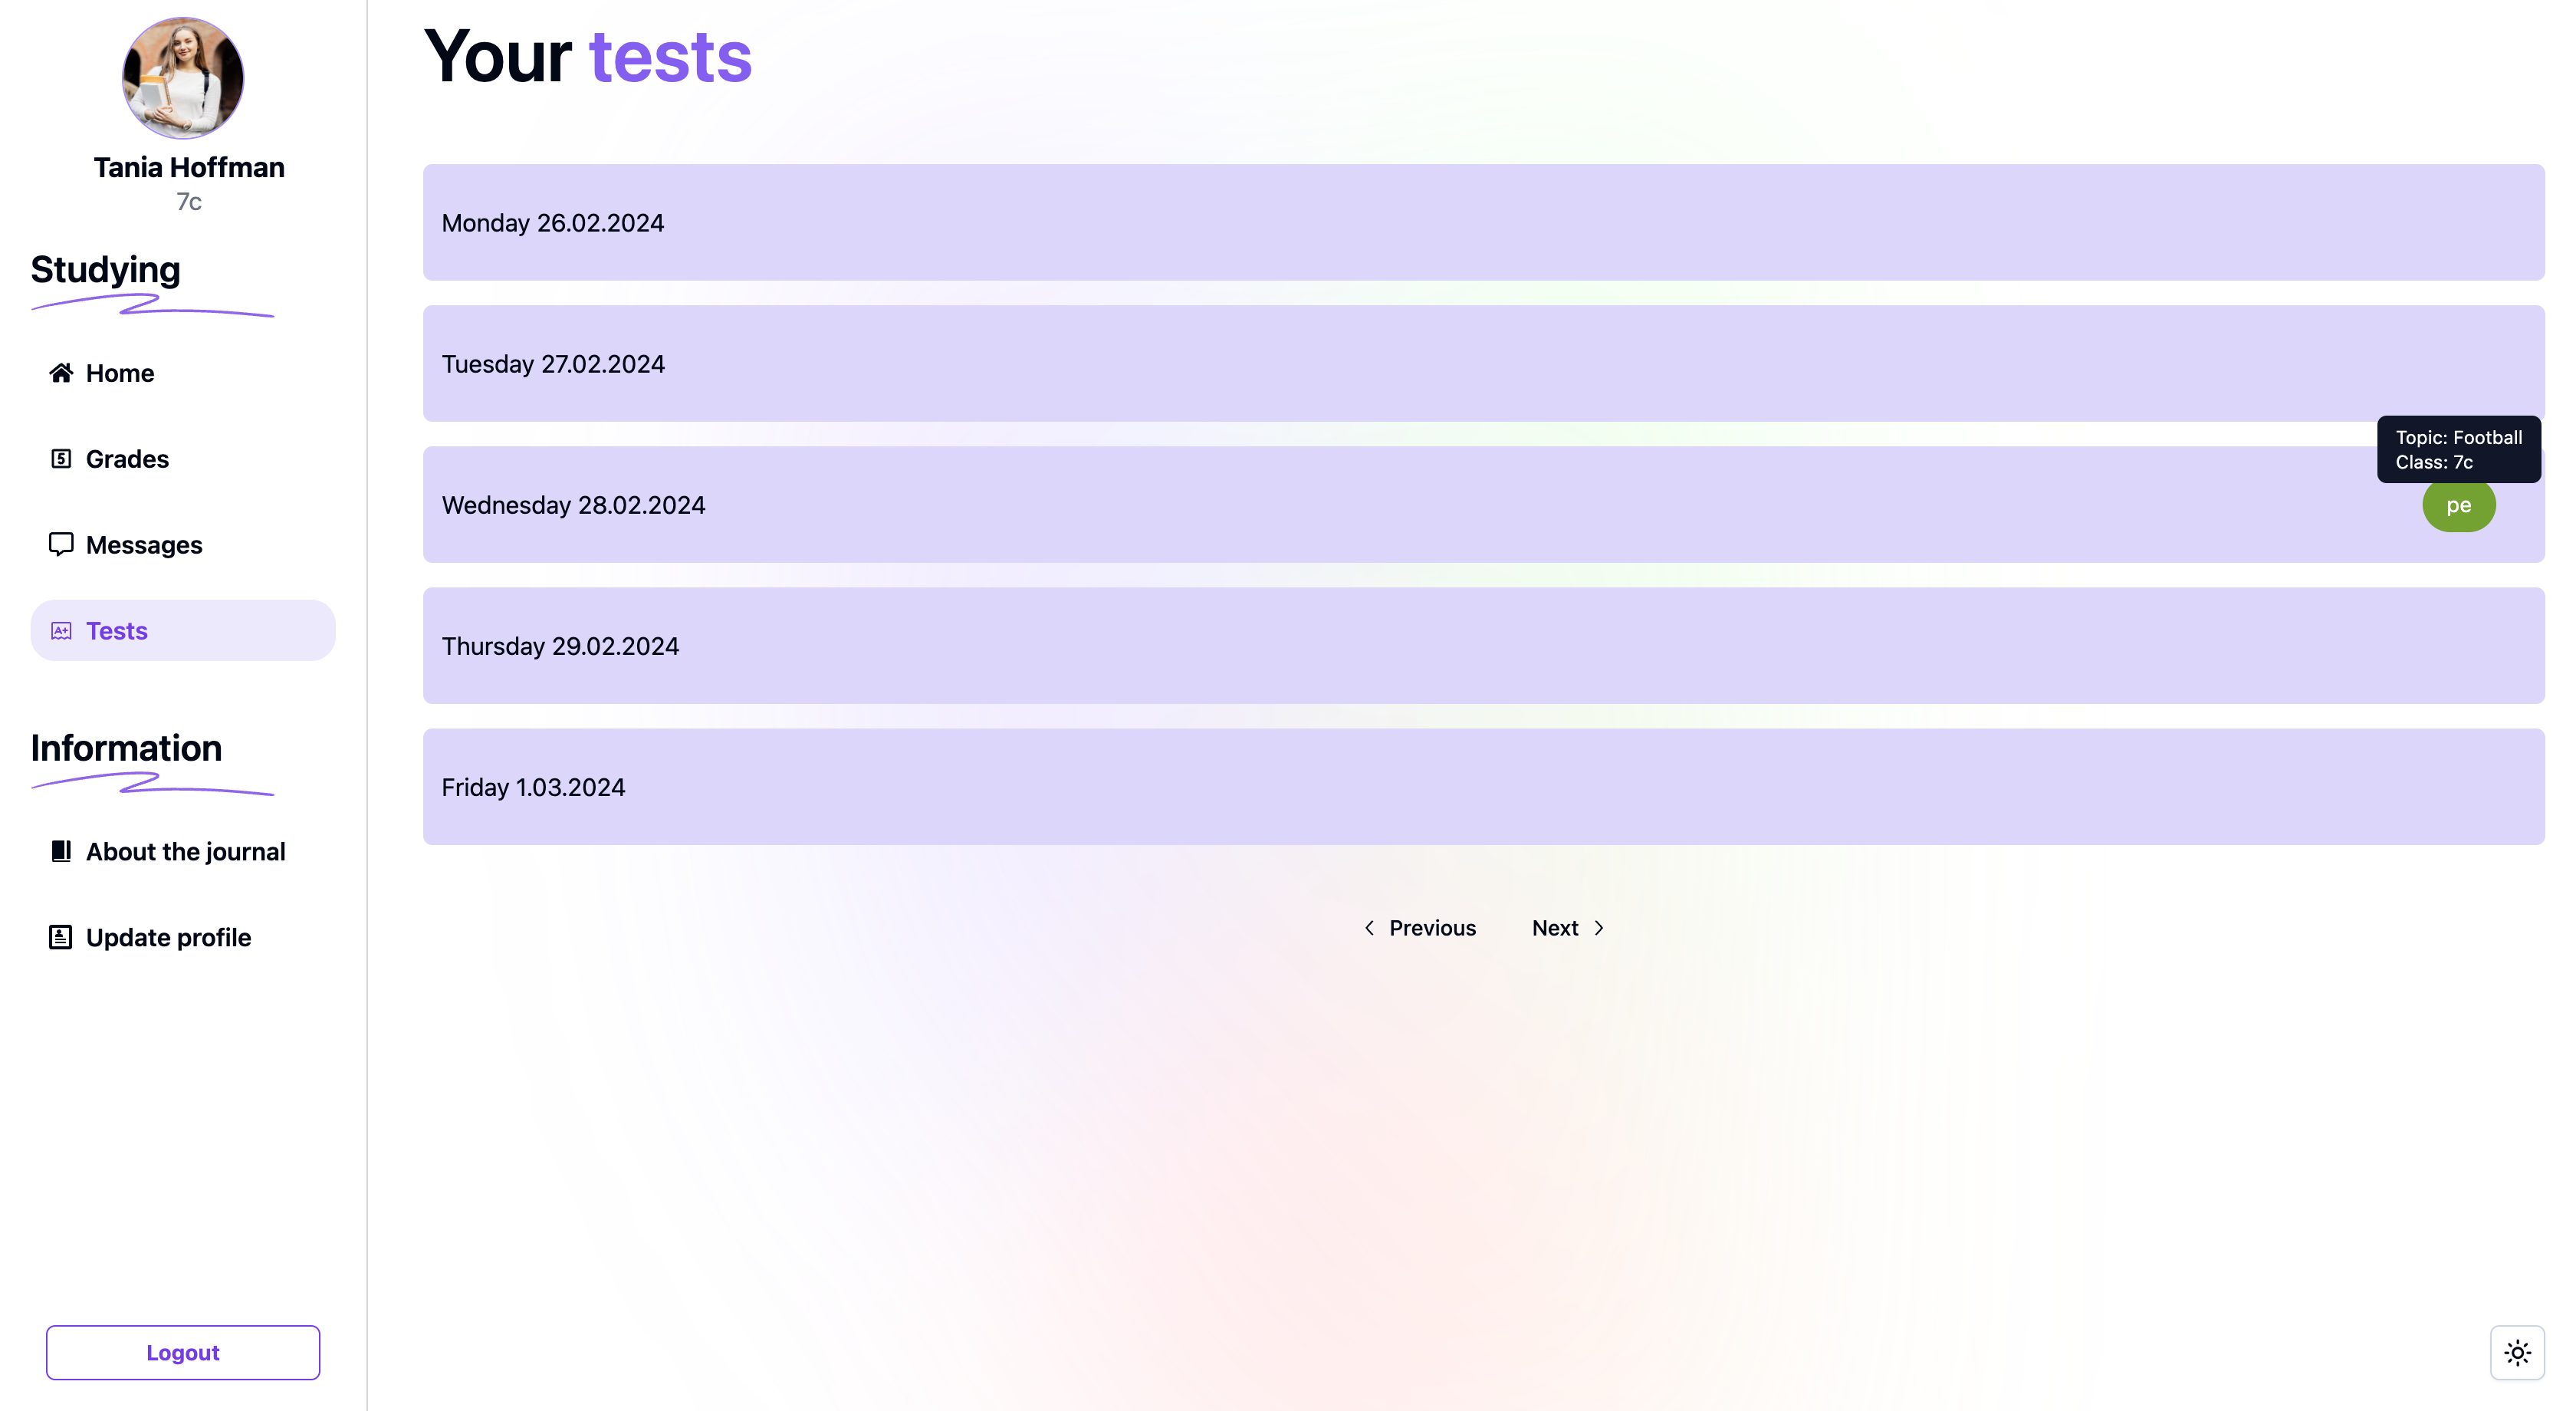 Tania Hoffman
7c
Studying
Home
5
Grades
Messages
A+
Tests
Information
About the journal
Update profile
Logout
Your tests
Monday 26.02.2024
Tuesday 27.02.2024
Topic: Football
Class: 7c
Wednesday 28.02.2024
pe
Thursday 29.02.2024
Friday 1.03.2024
Previous
Next